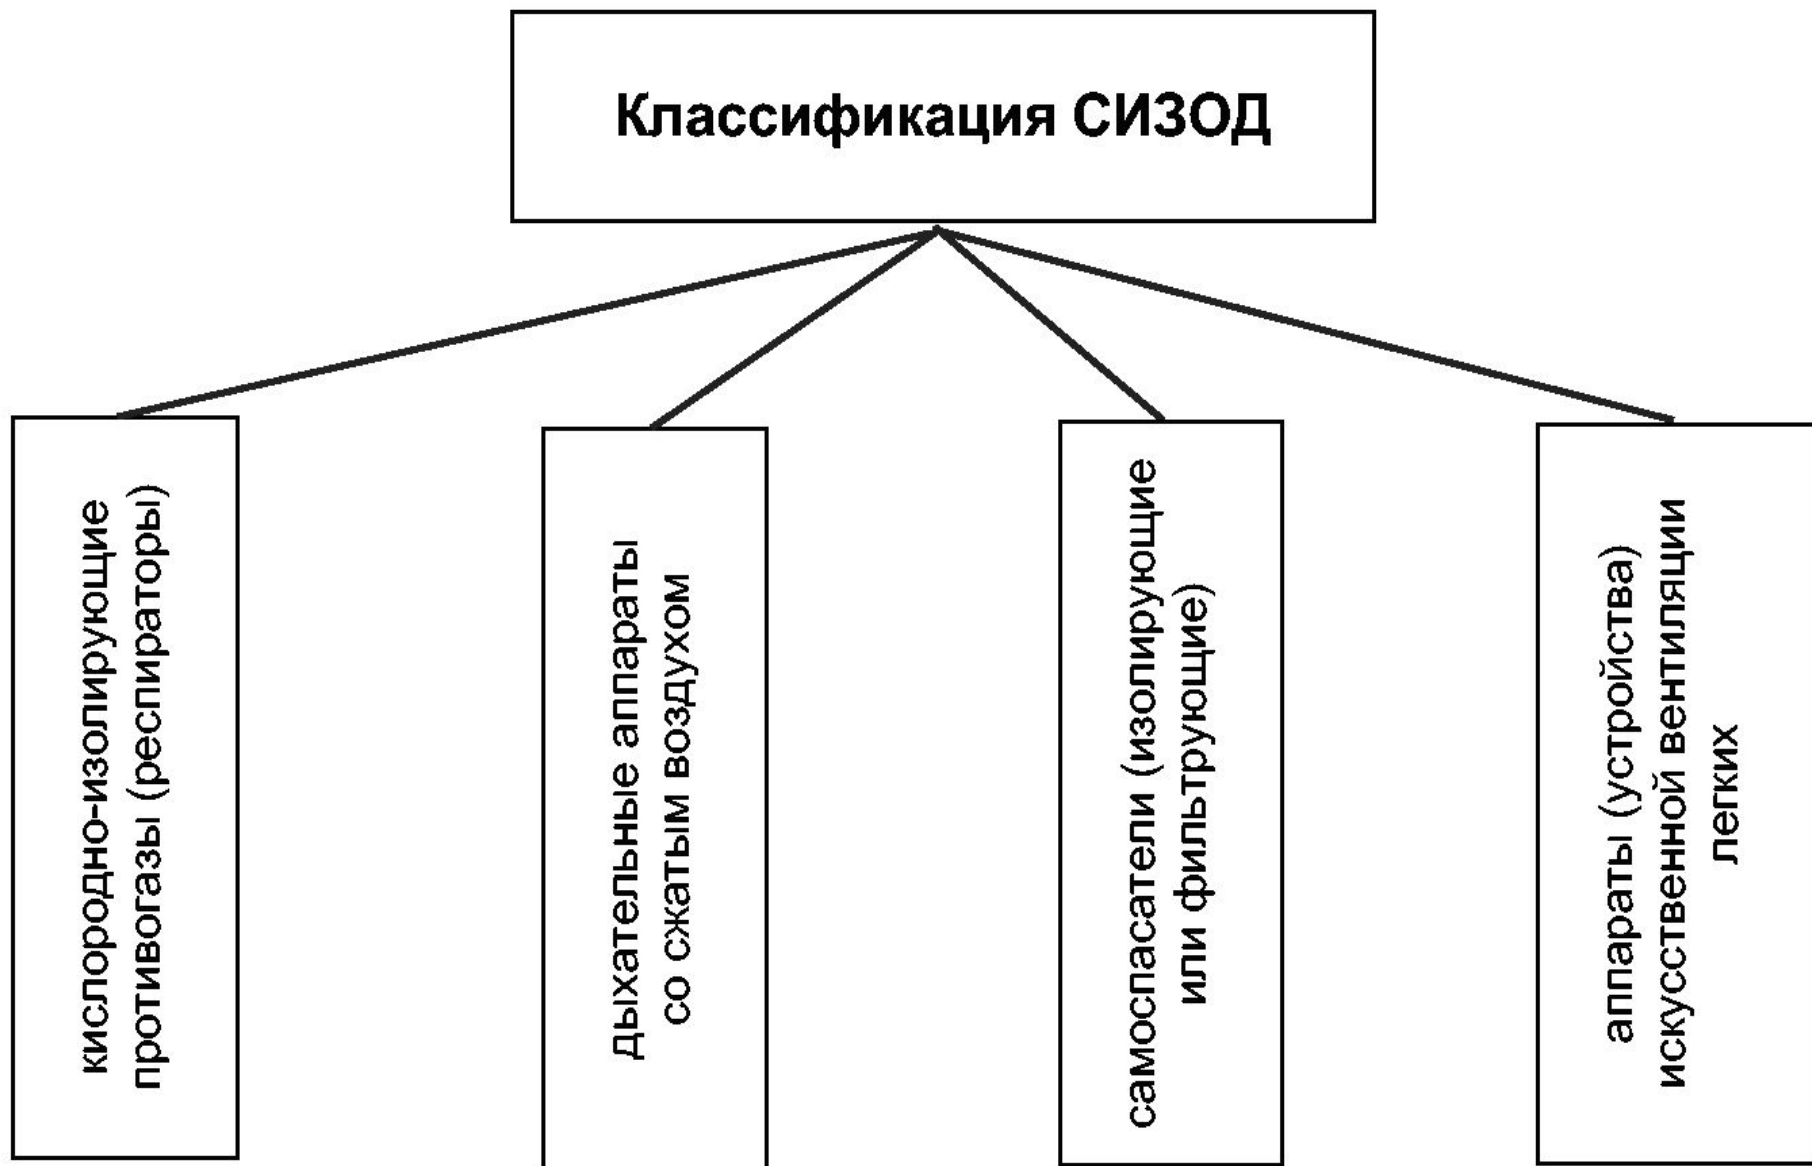 Классификация СИЗОД
кислородно-изолирующие
противогазы (респираторы)
дыхательные аппараты
со сжатым воздухом
самоспасатели (изолирующие
или фильтрующие)
аппараты (устройства)
искусственной вентиляции
легких